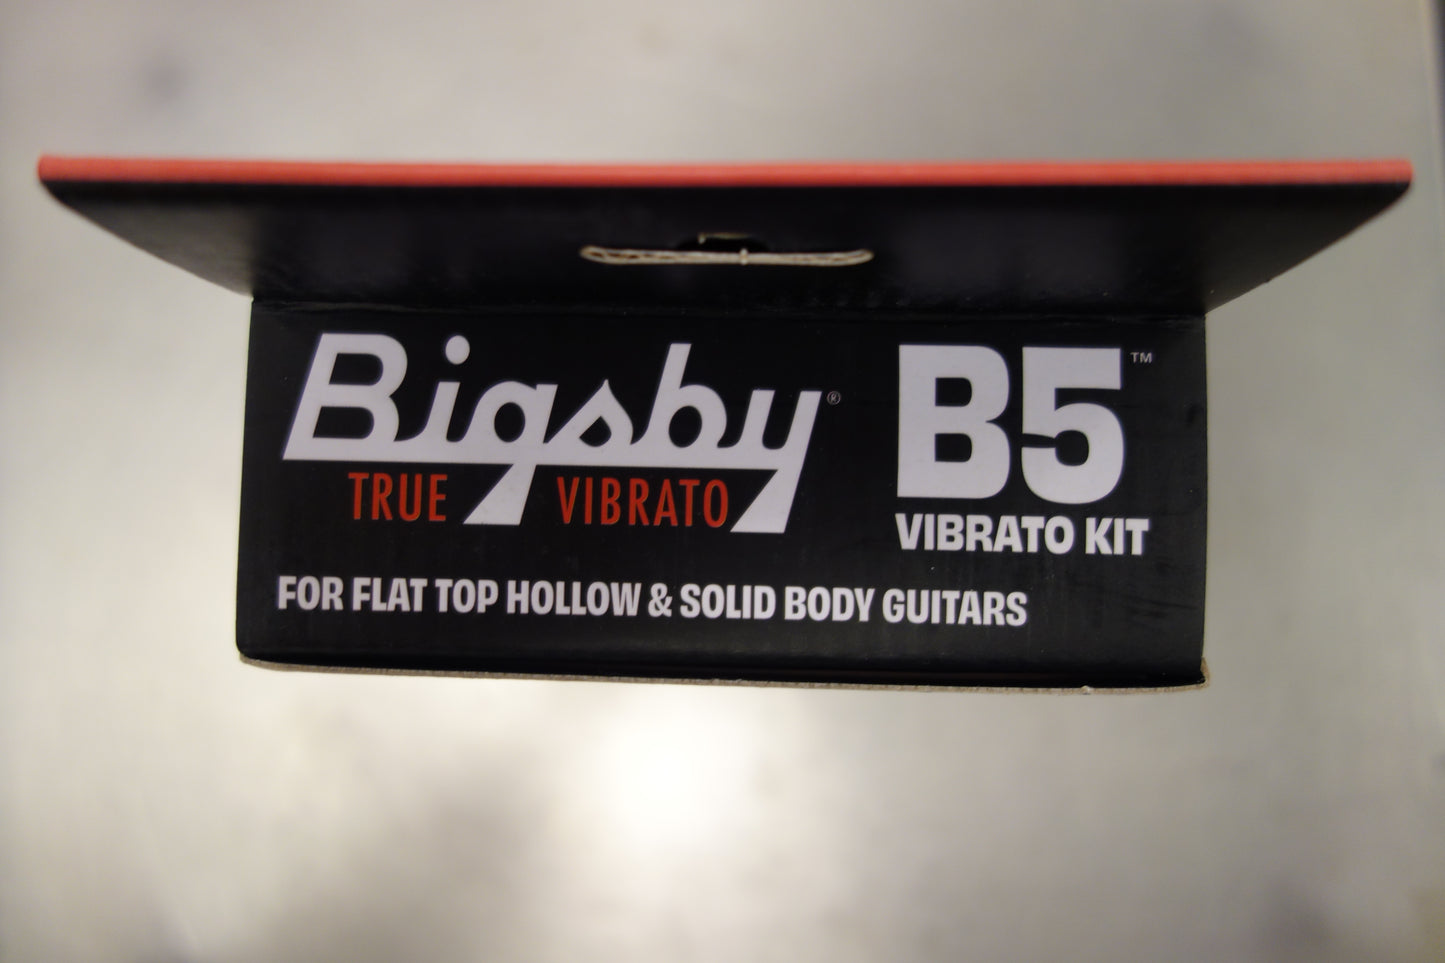 Bigsby®
TRUE VIBRATO
B5™
VIBRATO KIT
FOR FLAT TOP HOLLOW & SOLID BODY GUITARS